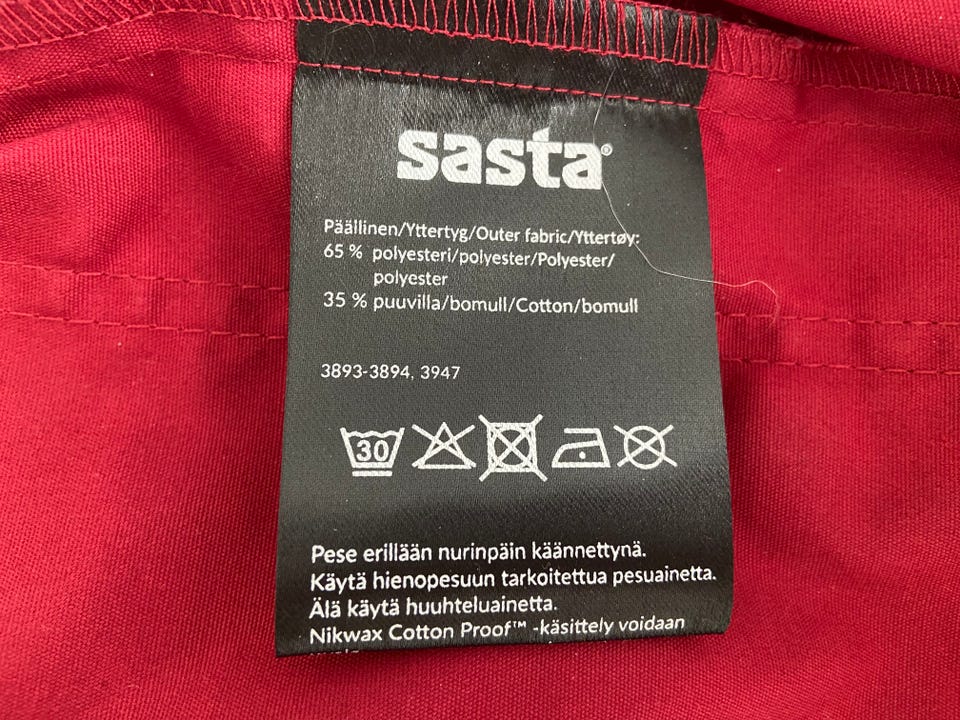 sasta®
Päällinen/Yttertyg/Outer fabric/Yttertøy:
65 % polyesteri/polyester/Polyester/
polyester
35 % puuvilla/bomull/Cotton/bomull
3893-3894, 3947
30
Pese erillään nurinpäin käännettynä.
Käytä hienopesuun tarkoitettua pesuainetta.
Älä käytä huuhteluainetta.
Nikwax Cotton Proof™ -käsittely voidaan